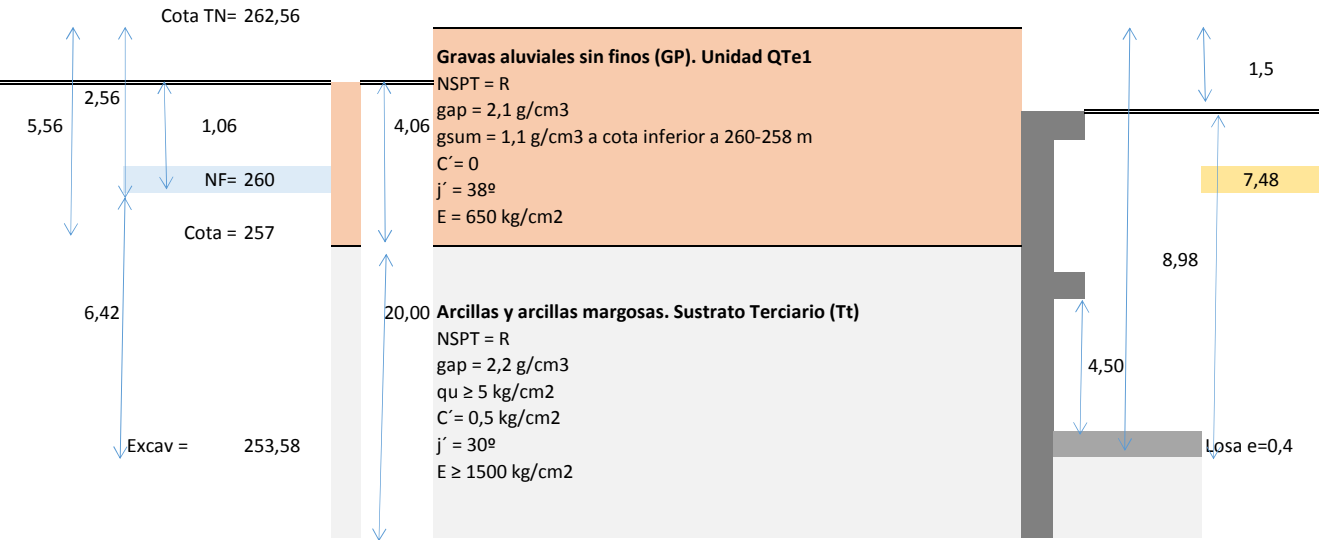 Cota TN= 262,56
Gravas aluviales sin finos (GP). Unidad QTe1
NSPT = R
gap = 2,1 g/cm3
gsum = 1,1 g/cm3 a cota inferior a 260-258 m
C´= 0
j´ = 38º
E = 650 kg/cm2
2,56
5,56
1,06
4,06
NF= 260
Cota = 257
1,5
7,48
8,98
6,42
20,00
Arcillas y arcillas margosas. Sustrato Terciario (Tt)
NSPT = R
gap = 2,2 g/cm3
qu ≥ 5 kg/cm2
C´= 0,5 kg/cm2
j´ = 30º
E ≥ 1500 kg/cm2
4,50
Excav = 253,58
Losa e=0,4